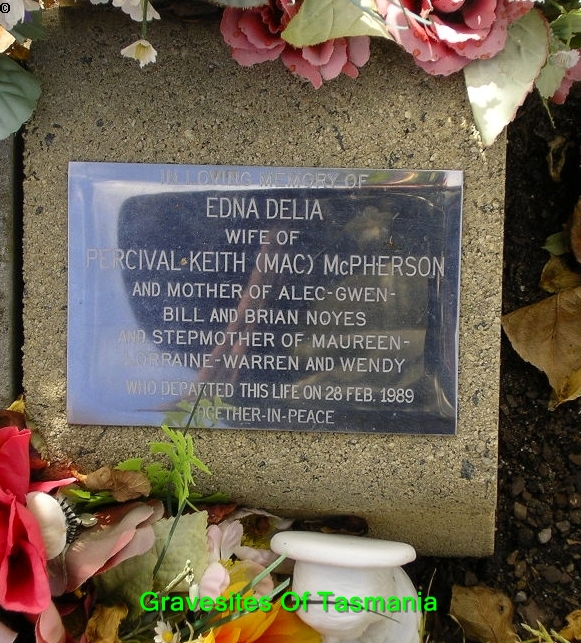 ©
IN LOVING MEMORY OF
EDNA DELIA
WIFE OF
PERCIVAL-KEITH (MAC) McPHERSON
AND MOTHER OF ALEC-GWEN-
BILL AND BRIAN NOYES
AND STEPMOTHER OF MAUREEN-
LORRAINE-WARREN AND WENDY
WHO DEPARTED THIS LIFE ON 28 FEB. 1989
TOGETHER-IN-PEACE
Gravesites Of Tasmania